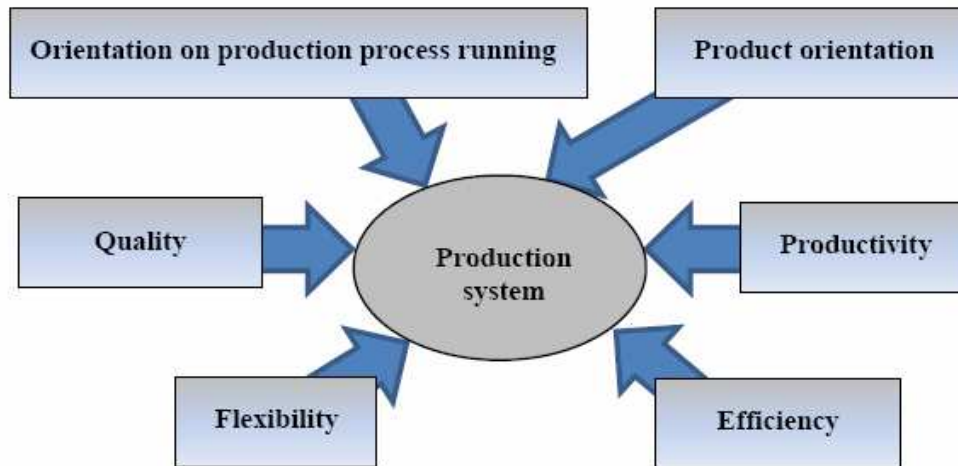 Orientation on production process running
Product orientation
Quality
Production
system
Productivity
Flexibility
Efficiency